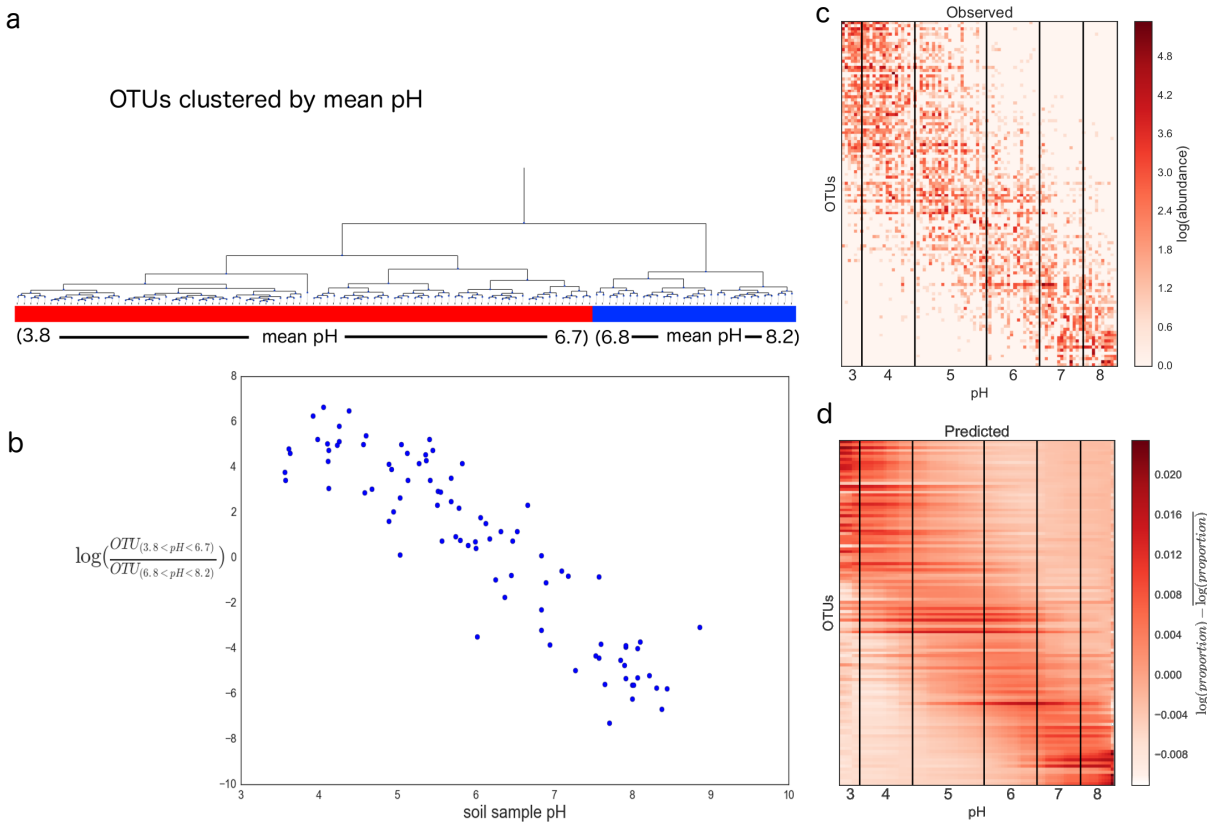 a
OTUs clustered by mean pH
(3.8 mean pH 6.7) (6.8 mean pH 8.2)
b
8
6
4
2
0
−2
−4
−6
−8
−10
log(OTU(3.8<pH<6.7) / OTU(6.8<pH<8.2))
3 4 5 6 7 8 9 10
soil sample pH
c
Observed
OTUs
3 4 5 6 7 8
pH
4.8
4.2
3.6
3.0
2.4
1.8
1.2
0.6
0.0
log(abundance)
d
Predicted
OTUs
3 4 5 6 7 8
pH
0.020
0.016
0.012
0.008
0.004
0.000
−0.004
−0.008
log(proportion) − log(proportion)